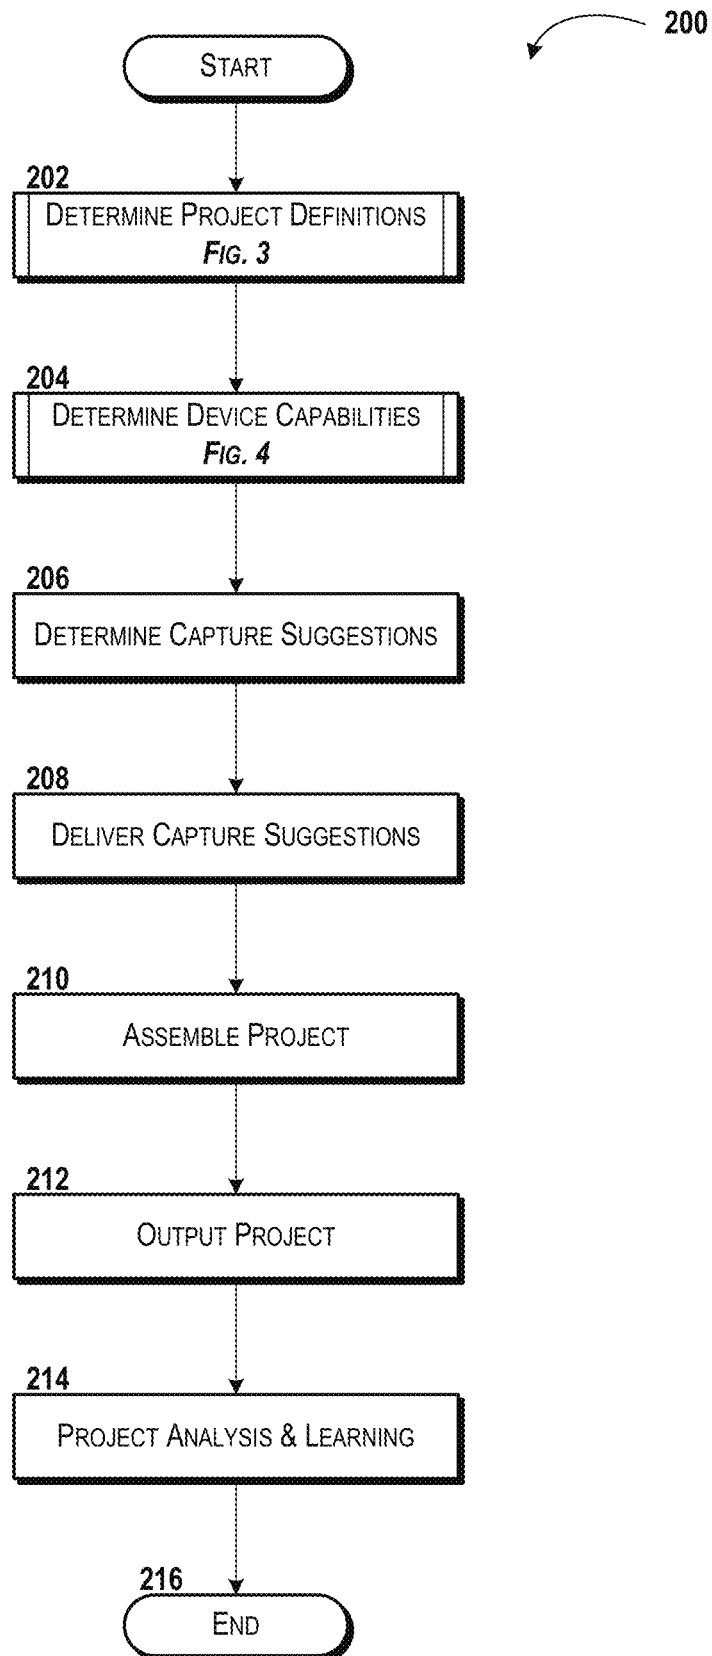 200
START
202
DETERMINE PROJECT DEFINITIONS
FIG. 3
204
DETERMINE DEVICE CAPABILITIES
FIG. 4
206
DETERMINE CAPTURE SUGGESTIONS
208
DELIVER CAPTURE SUGGESTIONS
210
ASSEMBLE PROJECT
212
OUTPUT PROJECT
214
PROJECT ANALYSIS & LEARNING
216
END